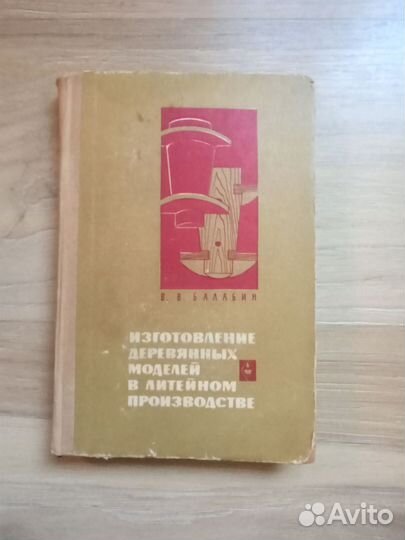 В. В. БАЛАБИН
ИЗГОТОВЛЕНИЕ
ДЕРЕВЯННЫХ
МОДЕЛЕЙ
В ЛИТЕЙНОМ
ПРОИЗВОДСТВЕ
Avito